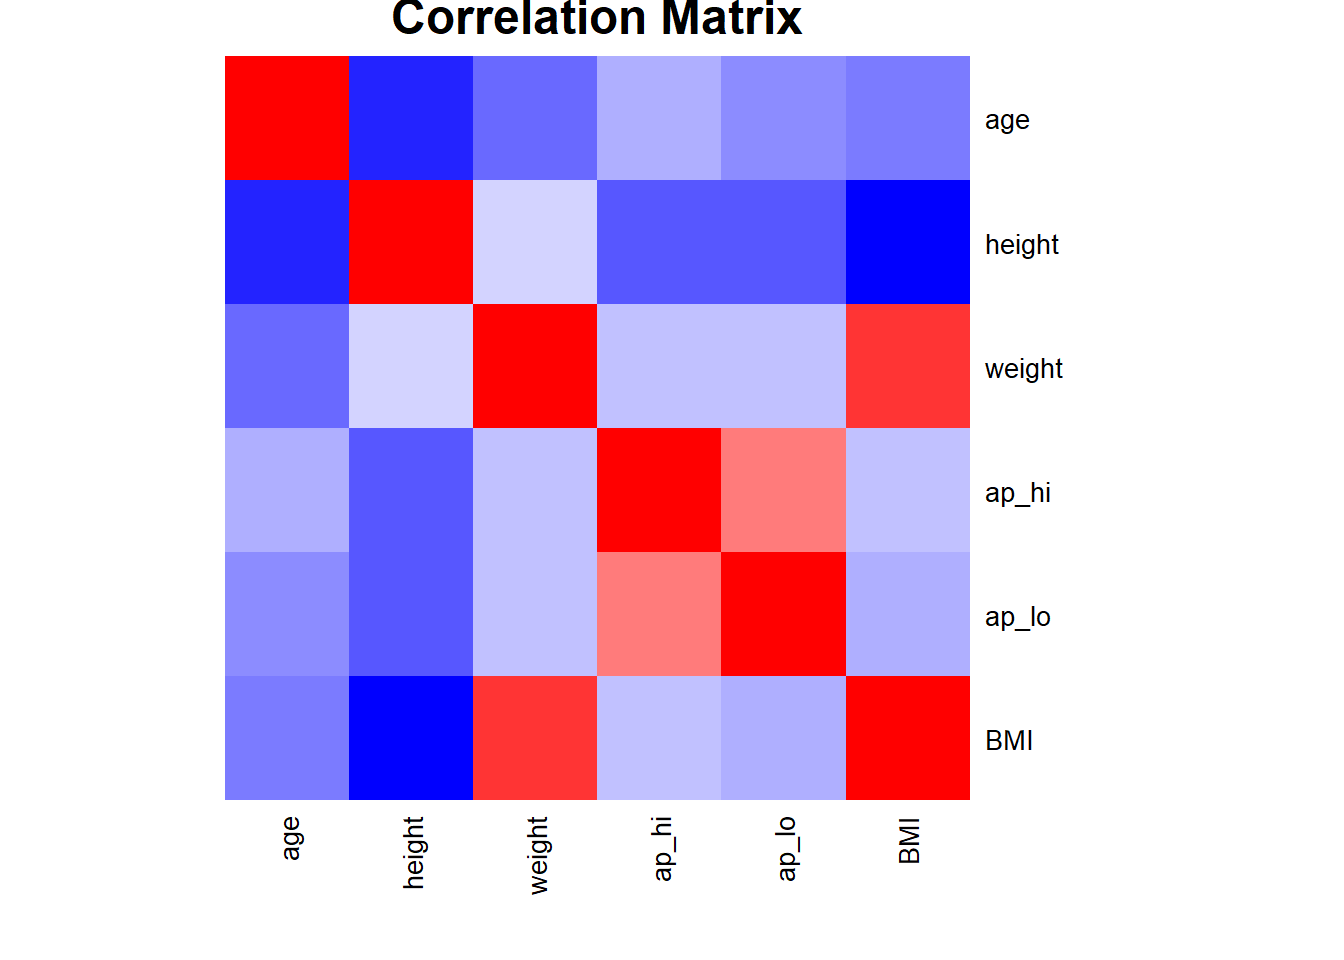 Correlation Matrix
age
height
weight
ap_hi
ap_lo
BMI
age
height
weight
ap_hi
ap_lo
BMI